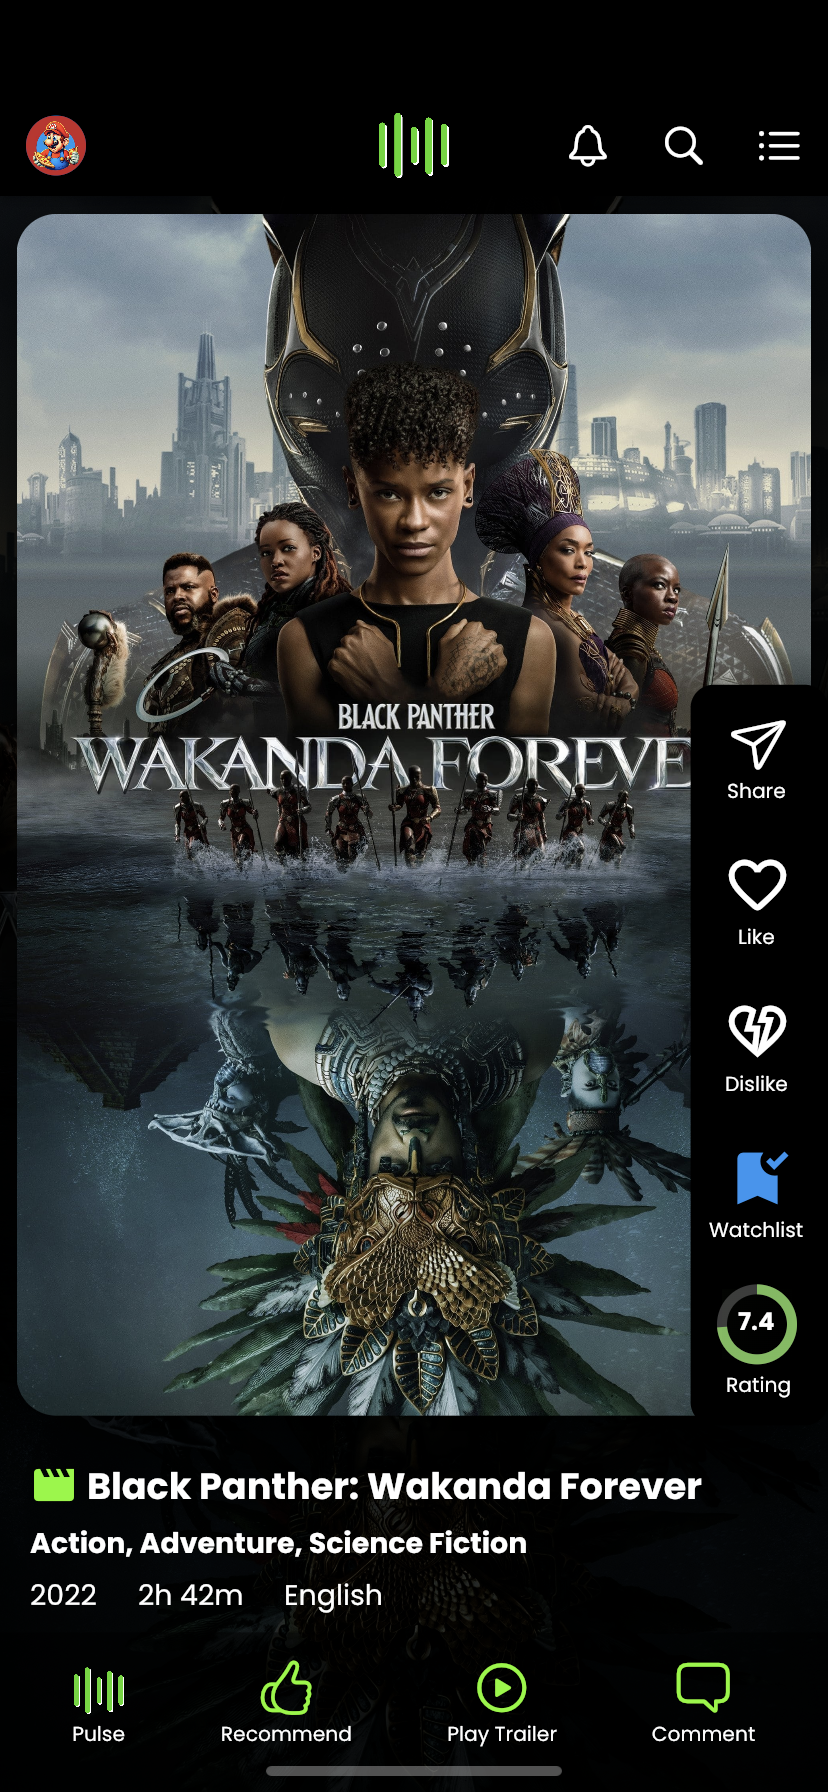 BLACK PANTHER
WAKANDA FOREVE
Share
Like
Dislike
Watchlist
7.4
Rating
Black Panther: Wakanda Forever
Action, Adventure, Science Fiction
2022 2h 42m English
Pulse Recommend Play Trailer Comment